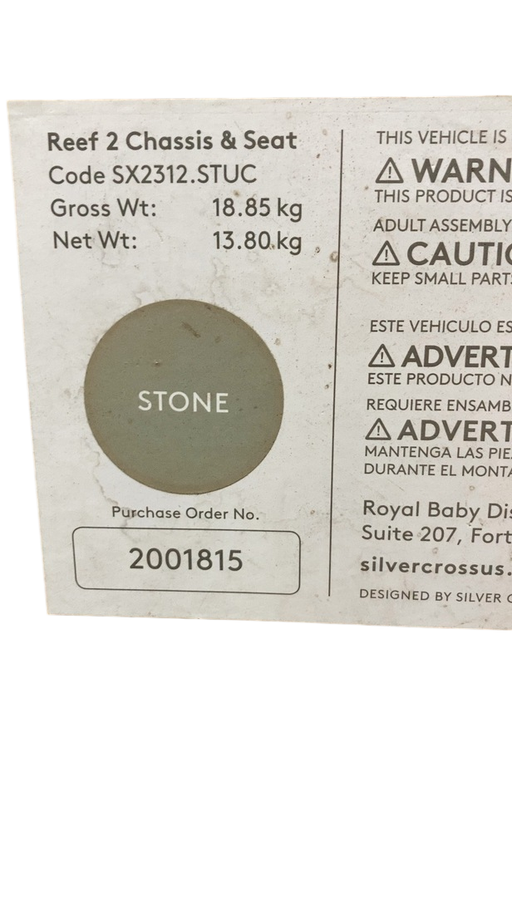 Reef 2 Chassis & Seat
Code SX2312.STUC
Gross Wt: 18.85 kg
Net Wt: 13.80 kg
STONE
Purchase Order No.
2001815
THIS VEHICLE IS
WARN
THIS PRODUCT IS
ADULT ASSEMBLY
CAUTIO
KEEP SMALL PARTS
ESTE VEHICULO ES
ADVERT
ESTE PRODUCTO N
REQUIERE ENSAMB
ADVERT
MANTENGA LAS PIE
DURANTE EL MONTA
Royal Baby Dis
Suite 207, Fort
silvercrossus.
DESIGNED BY SILVER C